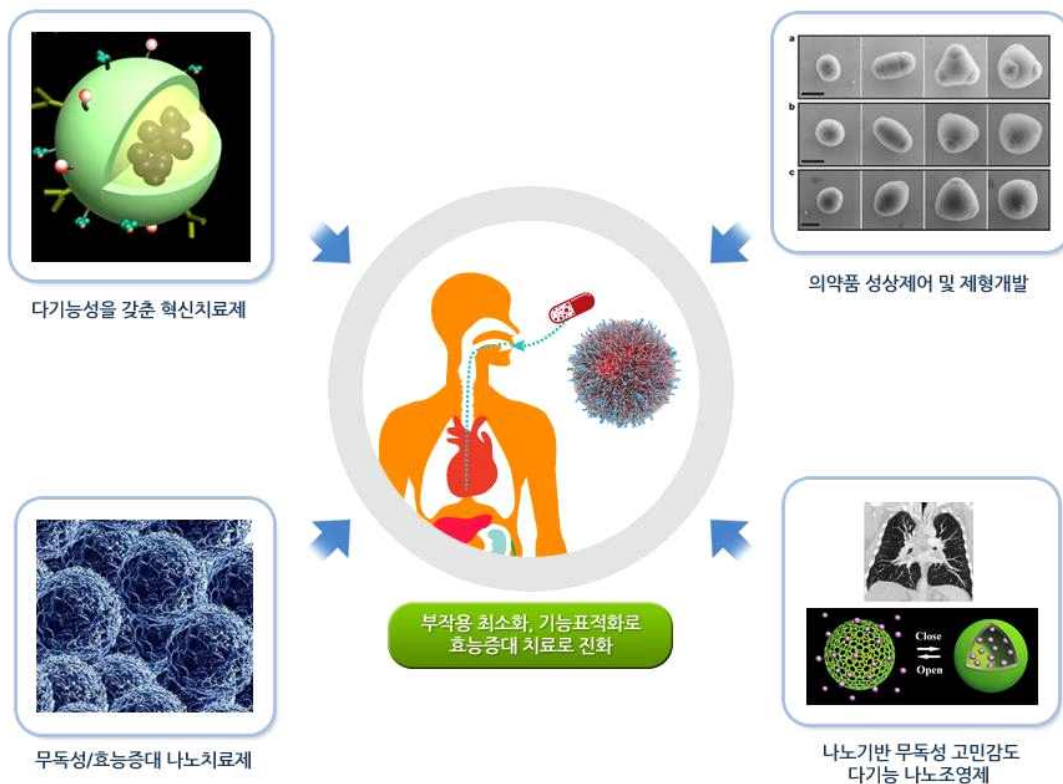 a
b
c
다기능성을 갖춘 혁신치료제
의약품 성상제어 및 제형개발
부작용 최소화, 기능표적화로
효능증대 치료로 진화
Close
Open
무독성/효능증대 나노치료제
나노기반 무독성 고민감도
다기능 나노조영제